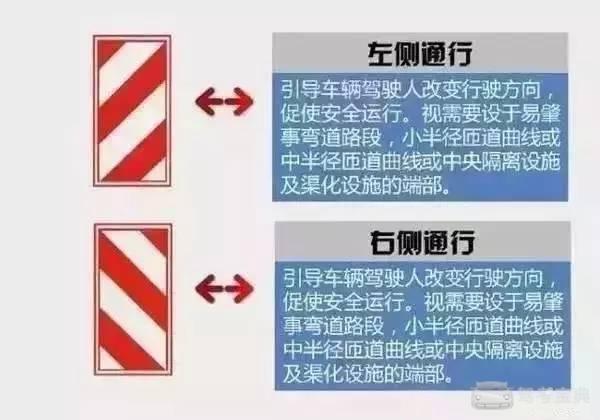 左侧通行
引导车辆驾驶人改变行驶方向，
促使安全运行。视需要设于易肇
事弯道路段，小半径匝道曲线或
中半径匝道曲线或中央隔离设施
及渠化设施的端部。
右侧通行
引导车辆驾驶人改变行驶方向，
促使安全运行。视需要设于易肇
事弯道路段，小半径匝道曲线或
中半径匝道曲线或中央隔离设施
及渠化设施的端部。
驾考宝典